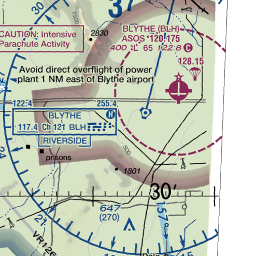 37
2830
CAUTION: Intensive
Parachute Activity
BLYTHE (BLH)
ASOS 120.175
400 *L 65 122.8 C
128.15
Avoid direct overflight of power
plant 1 NM east of Blythe airport
122.4
255.4
BLYTHE
H
117.4 Ch 121 BLH
RIVERSIDE
prisons
1801
30'
647
(270)
157°